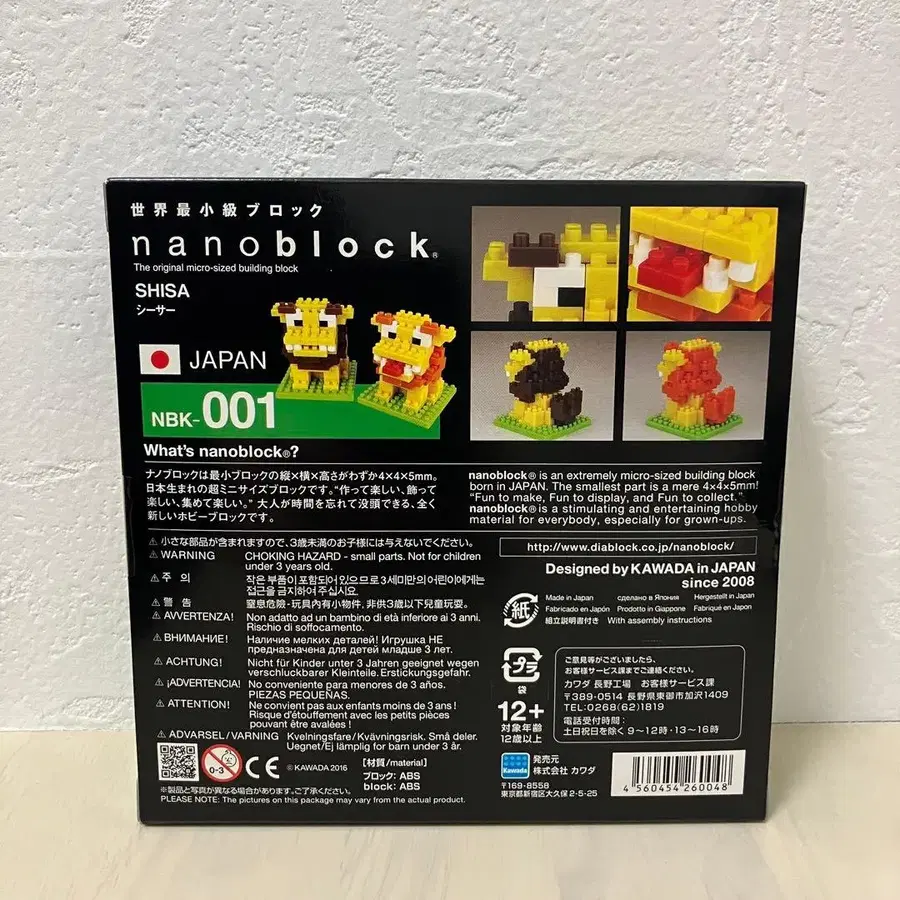 世界最小級ブロック
nanoblock®
The original micro-sized building block
SHISA
シーサー
JAPAN
NBK-001
What's nanoblock®?
ナノブロックは最小ブロックの縦×横×高さがわずか4×4×5mm。
日本生まれの超ミニサイズブロックです。“作って楽しい、飾って
楽しい、集めて楽しい。” 大人が時間を忘れて没頭できる、全く
新しいホビーブロックです。
nanoblock® is an extremely micro-sized building block
born in JAPAN. The smallest part is a mere 4×4×5mm!
“Fun to make, Fun to display, and Fun to collect.”
nanoblock® is a stimulating and entertaining hobby
material for everybody, especially for grown-ups.
⚠ 小さな部品が含まれますので、3歳未満のお子様には与えないでください。
⚠ WARNING CHOKING HAZARD - small parts. Not for children
under 3 years old.
⚠ 주 의 작은 부품이 포함되어 있으므로 3세미만의 어린이에게는
접근을 금지하여 주십시요.
⚠ 警 告 窒息危險 - 玩具內有小物件, 非供3歲以下兒童玩耍。
⚠ AVVERTENZA! Non adatto ad un bambino di età inferiore ai 3 anni.
Rischio di soffocamento.
⚠ ВНИМАНИЕ! Наличие мелких деталей! Игрушка НЕ
предназначена для детей младше 3 лет.
⚠ ACHTUNG! Nicht für Kinder unter 3 Jahren geeignet wegen
verschluckbarer Kleinteile. Erstickungsgefahr.
⚠ ¡ADVERTENCIA! No conveniente para menores de 3 años.
PIEZAS PEQUEÑAS.
⚠ ATTENTION! Ne convient pas aux enfants moins de 3 ans !
Risque d'étouffement avec les petits pièces
pouvant être avalées !
⚠ ADVARSEL/VARNING Kvelningsfare/Kvävningsrisk. Små deler.
Uegnet/Ej lämplig for barn under 3 år.
0-3
CE
© KAWADA 2016
【材質/material】
ブロック: ABS
block: ABS
※製品と写真が異なる場合がありますのでご了承ください。
PLEASE NOTE: The pictures on this package may vary from the actual product.
http://www.diablock.co.jp/nanoblock/
Designed by KAWADA in JAPAN
since 2008
紙
Made in Japan сделано в Японии Hergestellt in Japan
Fabricado en Japón Prodotto in Giappone Fabriqué en Japon
組立説明書付き With assembly instructions
プラ
袋
12+
対象年齢
12歳以上
ご意見等がございましたら、
お客様サービス課までご連絡ください。
カワダ 長野工場 お客様サービス課
〒389-0514 長野県東御市加沢1409
TEL.0268(62)1819
電話受付時間:
土日祝日を除く 9〜12時・13〜16時
Kawada
発売元
株式会社 カワダ
〒169-8558
東京都新宿区大久保2-5-25
4 560454 260048